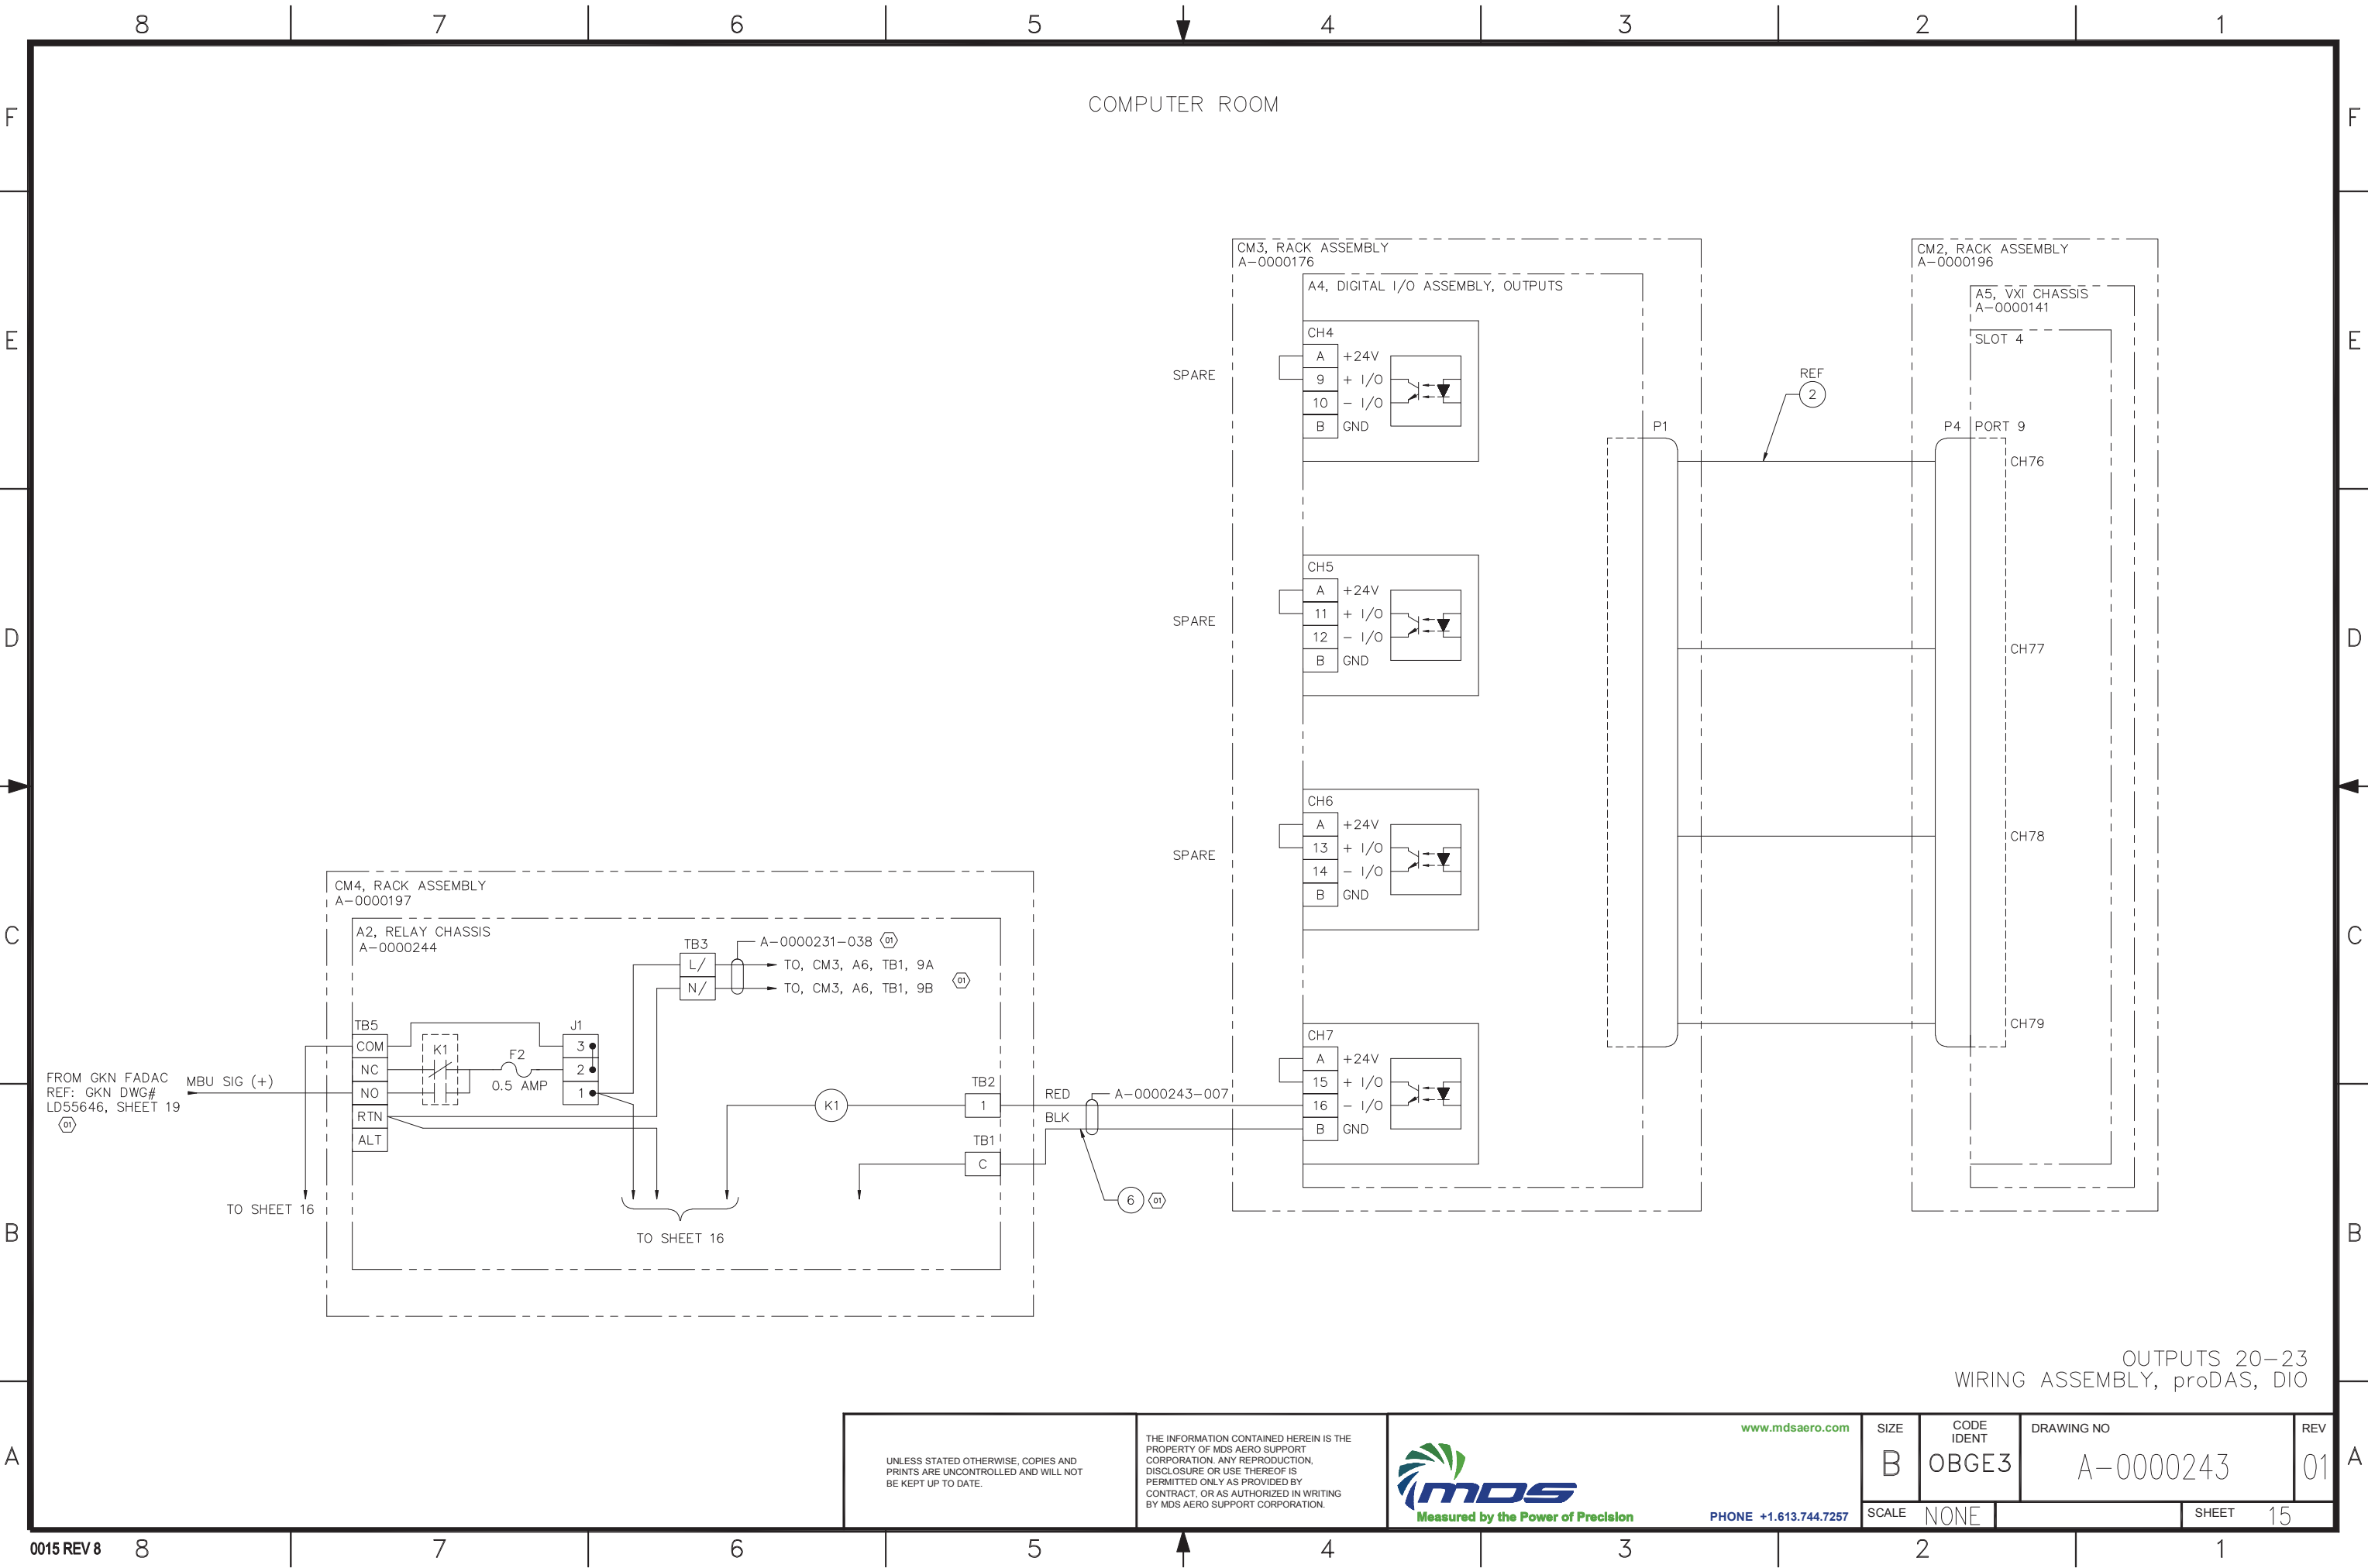 8 7 6 5 4 3 2 1
F F
E E
D D
C C
B B
A A
COMPUTER ROOM
CM3, RACK ASSEMBLY
A-0000176
A4, DIGITAL I/O ASSEMBLY, OUTPUTS
SPARE
CH4
A +24V
9 + I/O
10 - I/O
B GND
SPARE
CH5
A +24V
11 + I/O
12 - I/O
B GND
SPARE
CH6
A +24V
13 + I/O
14 - I/O
B GND
CH7
A +24V
15 + I/O
16 - I/O
B GND
P1
REF
2
CM2, RACK ASSEMBLY
A-0000196
A5, VXI CHASSIS
A-0000141
SLOT 4
P4 PORT 9
CH76
CH77
CH78
CH79
CM4, RACK ASSEMBLY
A-0000197
A2, RELAY CHASSIS
A-0000244
TB3
L/
N/
A-0000231-038 01
TO, CM3, A6, TB1, 9A
TO, CM3, A6, TB1, 9B
01
TB5
COM
NC
NO
RTN
ALT
K1
F2
0.5 AMP
J1
3
2
1
FROM GKN FADAC
REF: GKN DWG#
LD55646, SHEET 19
01
MBU SIG (+)
K1
TB2
1
TB1
C
RED
BLK
A-0000243-007
6 01
TO SHEET 16
TO SHEET 16
OUTPUTS 20-23
WIRING ASSEMBLY, proDAS, DIO
UNLESS STATED OTHERWISE, COPIES AND
PRINTS ARE UNCONTROLLED AND WILL NOT
BE KEPT UP TO DATE.
THE INFORMATION CONTAINED HEREIN IS THE
PROPERTY OF MDS AERO SUPPORT
CORPORATION. ANY REPRODUCTION,
DISCLOSURE OR USE THEREOF IS
PERMITTED ONLY AS PROVIDED BY
CONTRACT, OR AS AUTHORIZED IN WRITING
BY MDS AERO SUPPORT CORPORATION.
mDS
Measured by the Power of Precision
www.mdsaero.com
PHONE +1.613.744.7257
SIZE
B
CODE
IDENT
OBGE3
DRAWING NO
A-0000243
REV
01
SCALE NONE
SHEET 15
0015 REV 8
8 7 6 5 4 3 2 1